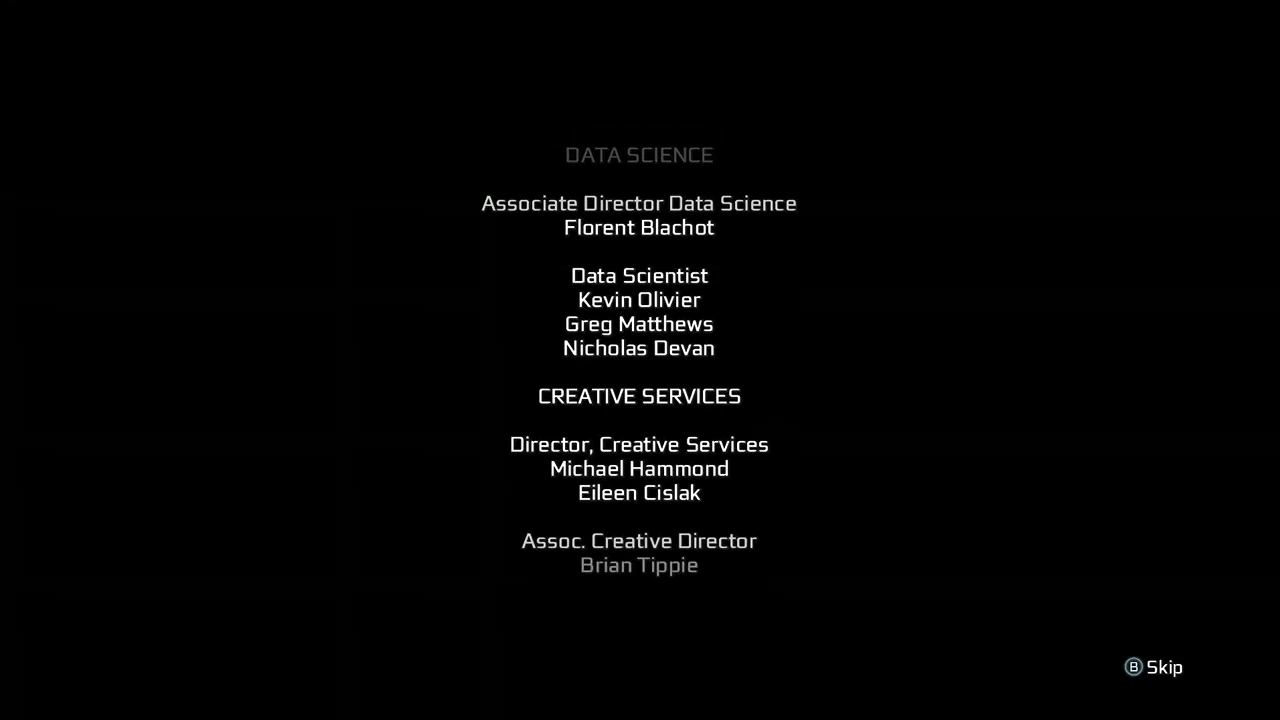 DATA SCIENCE
Associate Director Data Science
Florent Blachot
Data Scientist
Kevin Olivier
Greg Matthews
Nicholas Devan
CREATIVE SERVICES
Director, Creative Services
Michael Hammond
Eileen Cislak
Assoc. Creative Director
Brian Tippie
B Skip